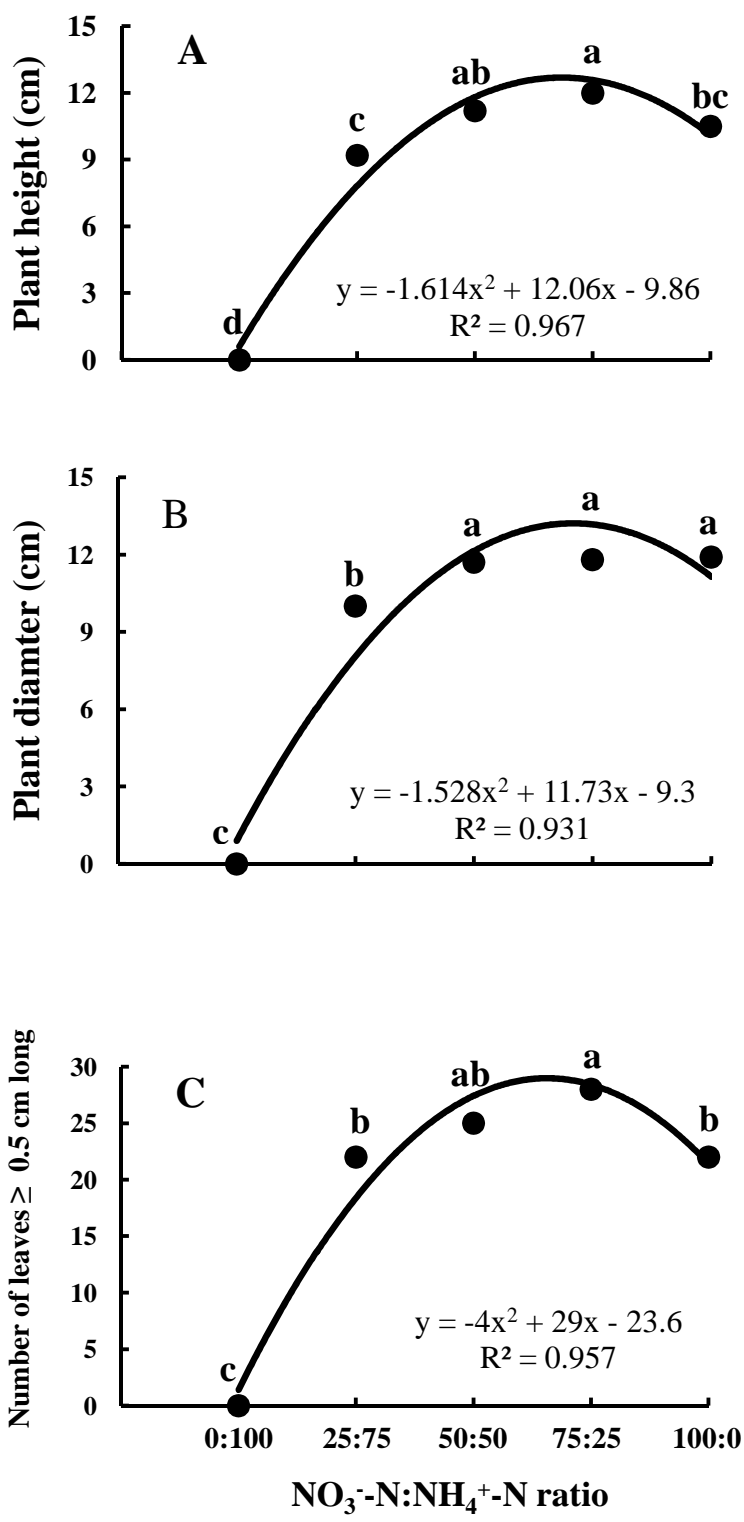 A
Plant height (cm)
15
12
9
6
3
0
d
c
ab
a
bc
y = -1.614x² + 12.06x - 9.86
R² = 0.967
B
Plant diamter (cm)
15
12
9
6
3
0
c
b
a
a
a
y = -1.528x² + 11.73x - 9.3
R² = 0.931
C
Number of leaves ≥ 0.5 cm long
30
25
20
15
10
5
0
c
b
ab
a
b
y = -4x² + 29x - 23.6
R² = 0.957
0:100 25:75 50:50 75:25 100:0
NO₃⁻-N:NH₄⁺-N ratio